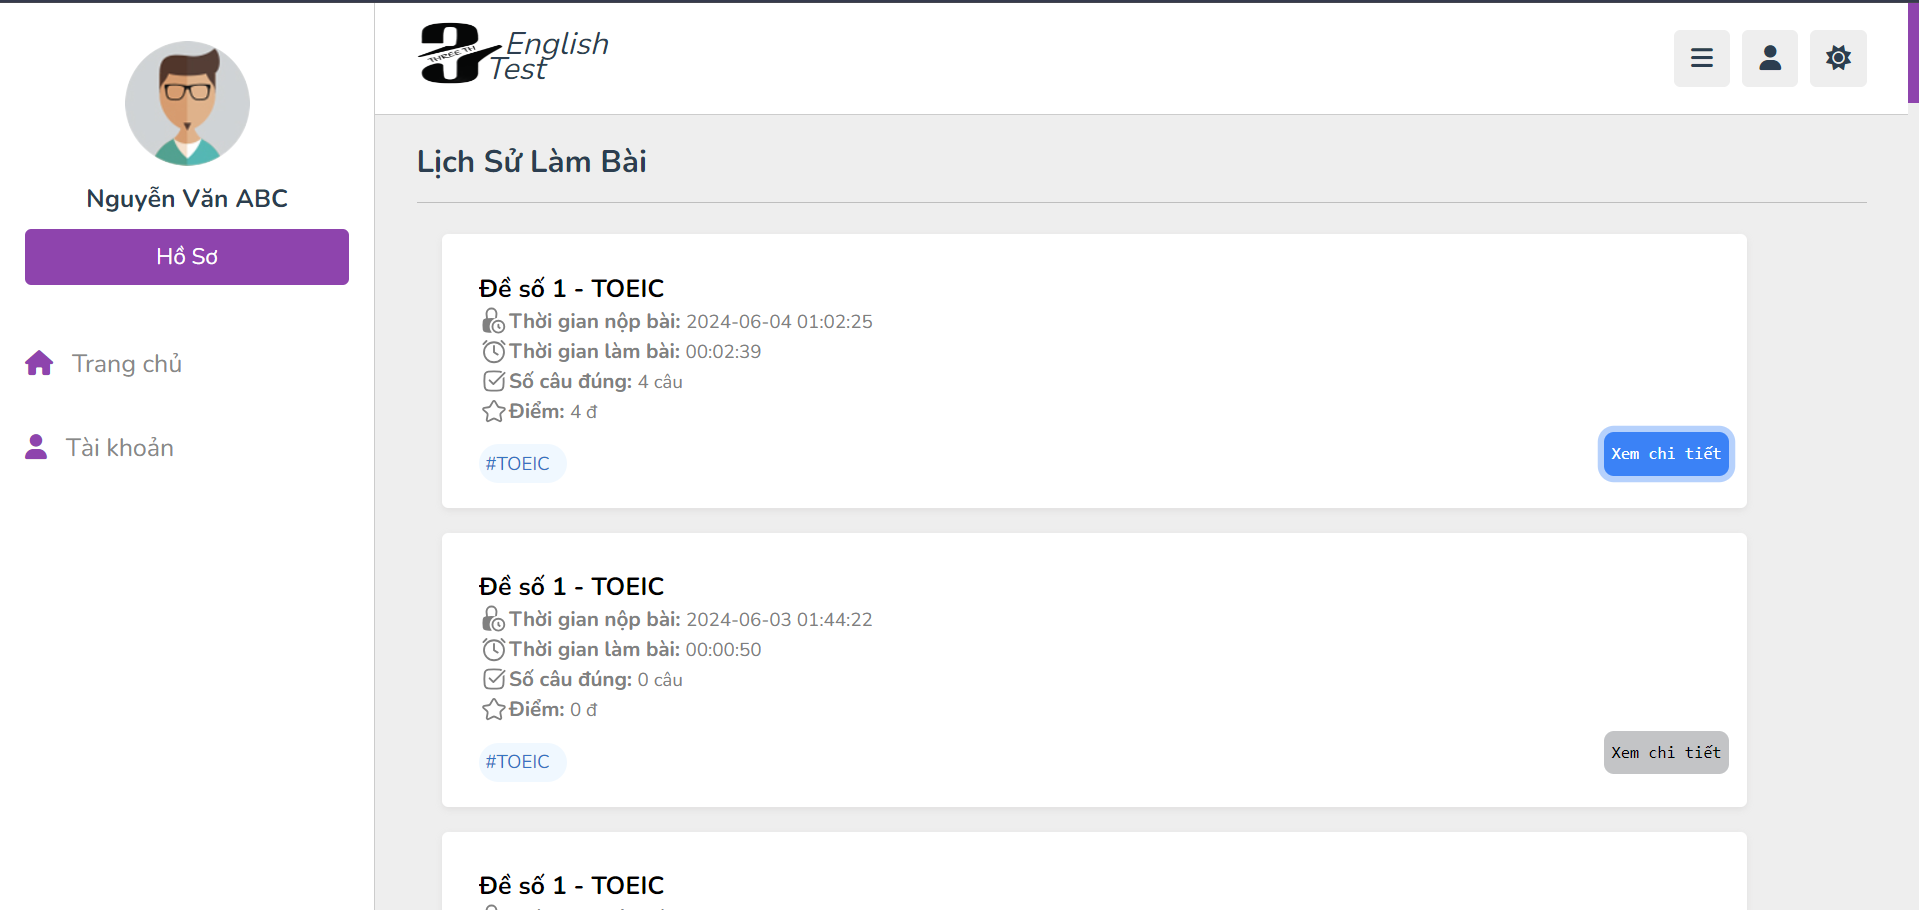 Nguyễn Văn ABC
Hồ Sơ
Trang chủ
Tài khoản
THREE TH
English
Test
Lịch Sử Làm Bài
Đề số 1 - TOEIC
Thời gian nộp bài: 2024-06-04 01:02:25
Thời gian làm bài: 00:02:39
Số câu đúng: 4 câu
Điểm: 4 đ
#TOEIC
Xem chi tiết
Đề số 1 - TOEIC
Thời gian nộp bài: 2024-06-03 01:44:22
Thời gian làm bài: 00:00:50
Số câu đúng: 0 câu
Điểm: 0 đ
#TOEIC
Xem chi tiết
Đề số 1 - TOEIC